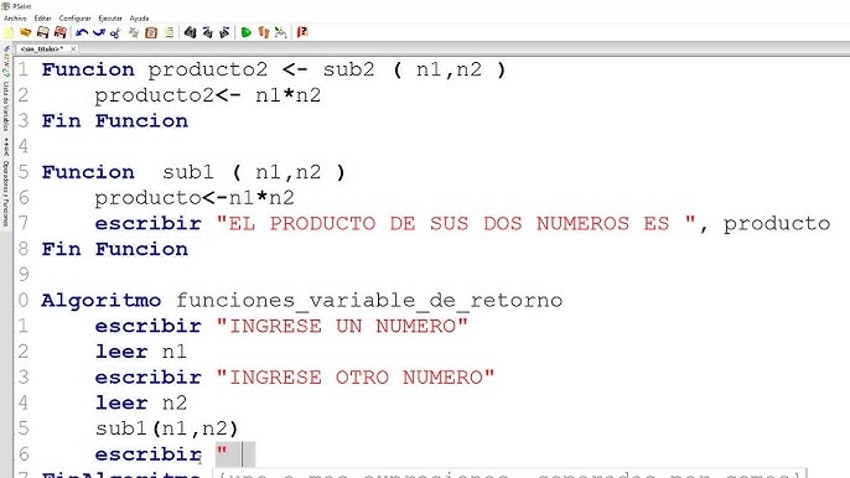 PSeInt
Archivo Editar Configurar Ejecutar Ayuda
<sin_titulo>*
Lista de Variables
Operadores y Funciones
1 Funcion producto2 <- sub2 ( n1,n2 )
2 producto2<- n1*n2
3 Fin Funcion
4
5 Funcion sub1 ( n1,n2 )
6 producto<-n1*n2
7 escribir "EL PRODUCTO DE SUS DOS NUMEROS ES ", producto
8 Fin Funcion
9
0 Algoritmo funciones_variable_de_retorno
1 escribir "INGRESE UN NUMERO"
2 leer n1
3 escribir "INGRESE OTRO NUMERO"
4 leer n2
5 sub1(n1,n2)
6 escribir "
7 FinAlgoritmo
{una o mas expresiones, separadas por comas}